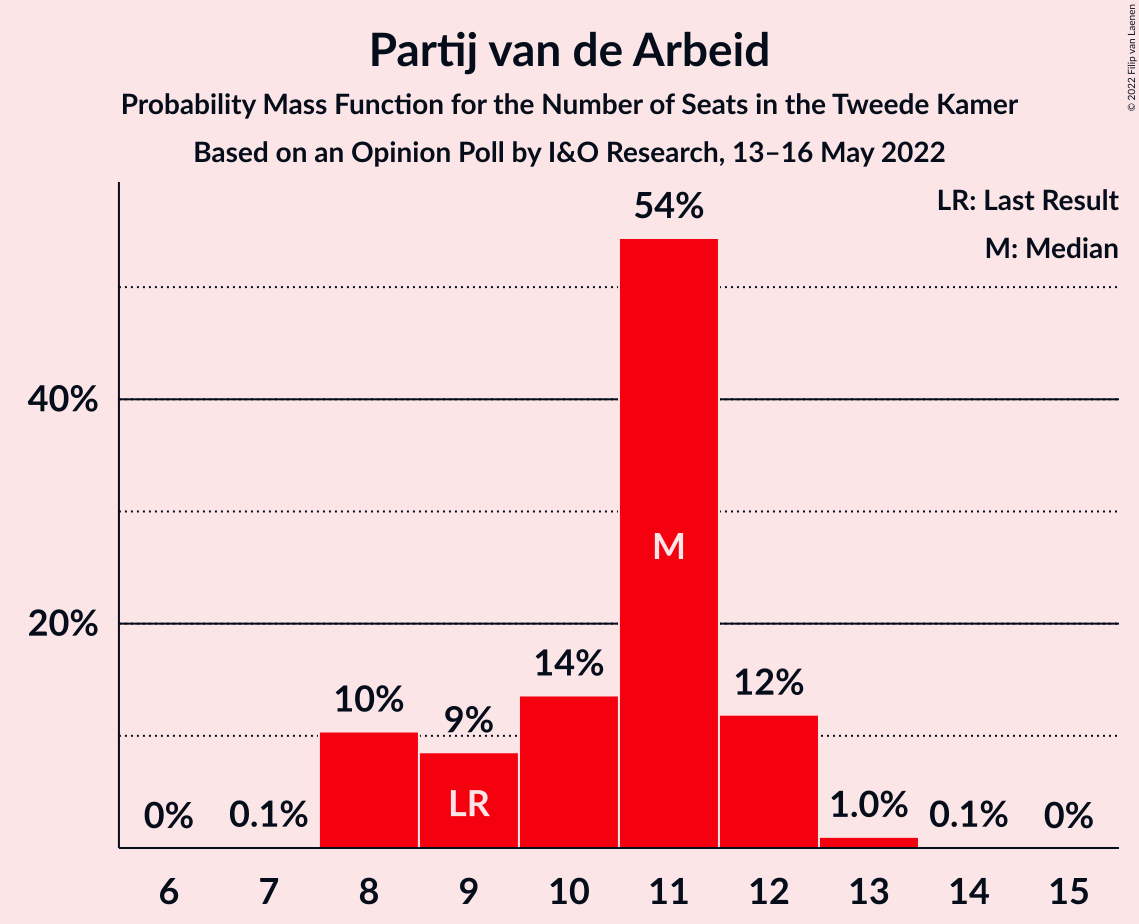 Partij van de Arbeid
Probability Mass Function for the Number of Seats in the Tweede Kamer
Based on an Opinion Poll by I&O Research, 13–16 May 2022
© 2022 Filip van Laenen
LR: Last Result
M: Median
54%
40%
M
20%
14%
12%
10%
9%
LR
0%
0.1%
1.0%
0.1%
0%
6 7 8 9 10 11 12 13 14 15